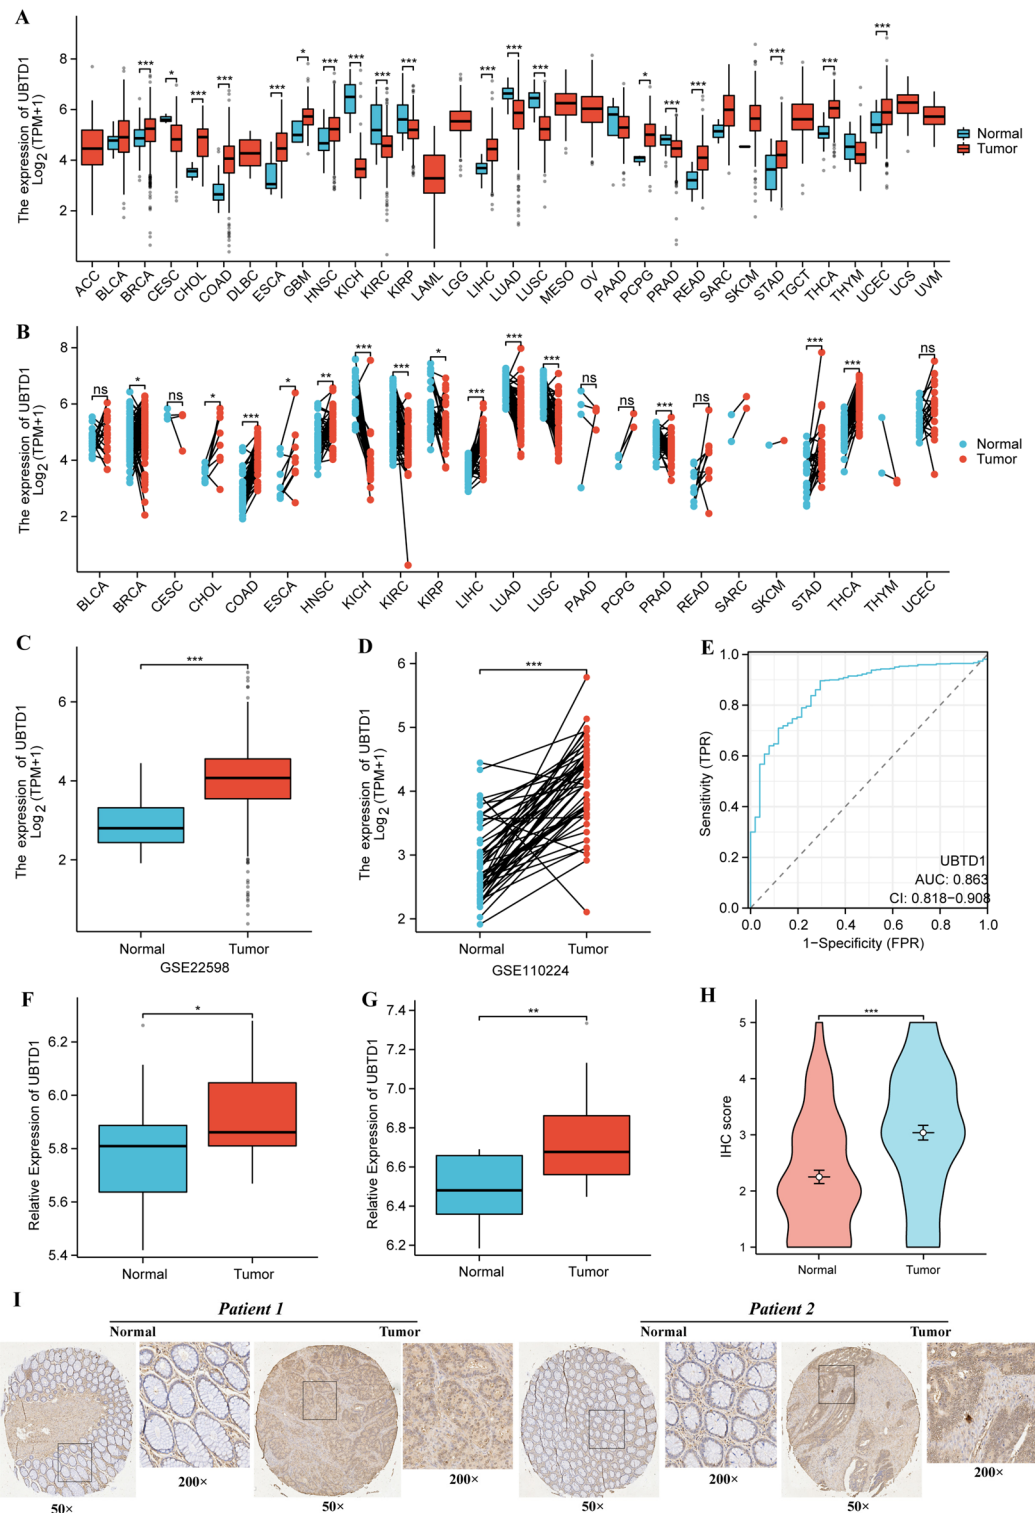 A
The expression of UBTD1
Log2 (TPM+1)
8
6
4
2
*** * *** *** *** * *** *** *** *** *** *** *** * *** *** *** *** ***
Normal
Tumor
ACC BLCA BRCA CESC CHOL COAD DLBC ESCA GBM HNSC KICH KIRC KIRP LAML LGG LIHC LUAD LUSC MESO OV PAAD PCPG PRAD READ SARC SKCM STAD TGCT THCA THYM UCEC UCS UVM
B
The expression of UBTD1
Log2 (TPM+1)
8
6
4
2
ns * ns * *** * ** *** *** * *** *** *** ns ns *** ns *** *** ns
Normal
Tumor
BLCA BRCA CESC CHOL COAD ESCA HNSC KICH KIRC KIRP LIHC LUAD LUSC PAAD PCPG PRAD READ SARC SKCM STAD THCA THYM UCEC
C
The expression of UBTD1
Log2 (TPM+1)
6
4
2
***
Normal Tumor
D
The expression of UBTD1
Log2 (TPM+1)
6
5
4
3
2
***
Normal Tumor
E
Sensitivity (TPR)
1.0
0.8
0.6
0.4
0.2
0.0
UBTD1
AUC: 0.863
CI: 0.818−0.908
0.0 0.2 0.4 0.6 0.8 1.0
1−Specificity (FPR)
F
GSE22598
Relative Expression of UBTD1
6.2
6.0
5.8
5.6
5.4
*
Normal Tumor
G
GSE110224
Relative Expression of UBTD1
7.4
7.2
7.0
6.8
6.6
6.4
6.2
**
Normal Tumor
H
IHC score
5
4
3
2
1
***
Normal Tumor
I
Patient 1 Patient 2
Normal Tumor Normal Tumor
200× 200× 200× 200×
50× 50× 50× 50×